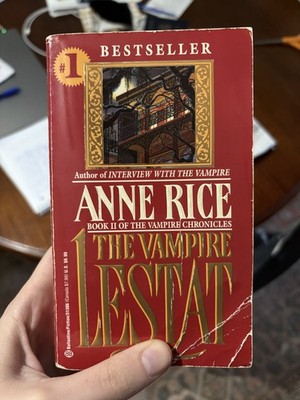 BESTSELLER
#1
Author of INTERVIEW WITH THE VAMPIRE
ANNE RICE
BOOK II OF THE VAMPIRE CHRONICLES
THE VAMPIRE
LESTAT